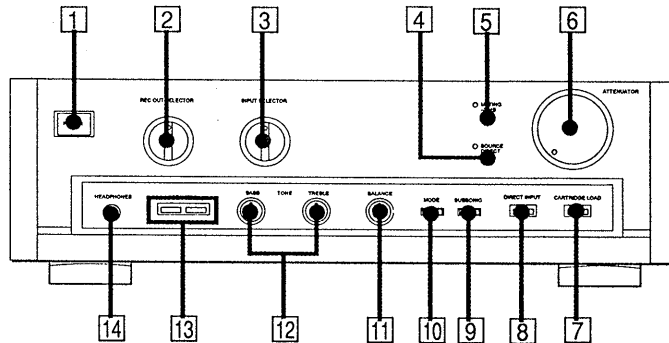 1
2
3
4
5
6
REC OUT SELECTOR
INPUT SELECTOR
ATTENUATOR
SOURCE DIRECT
HEADPHONES
BASS
TONE
TREBLE
BALANCE
MODE
SUBSONIC
DIRECT INPUT
CARTRIDGE LOAD
14
13
12
11
10
9
8
7